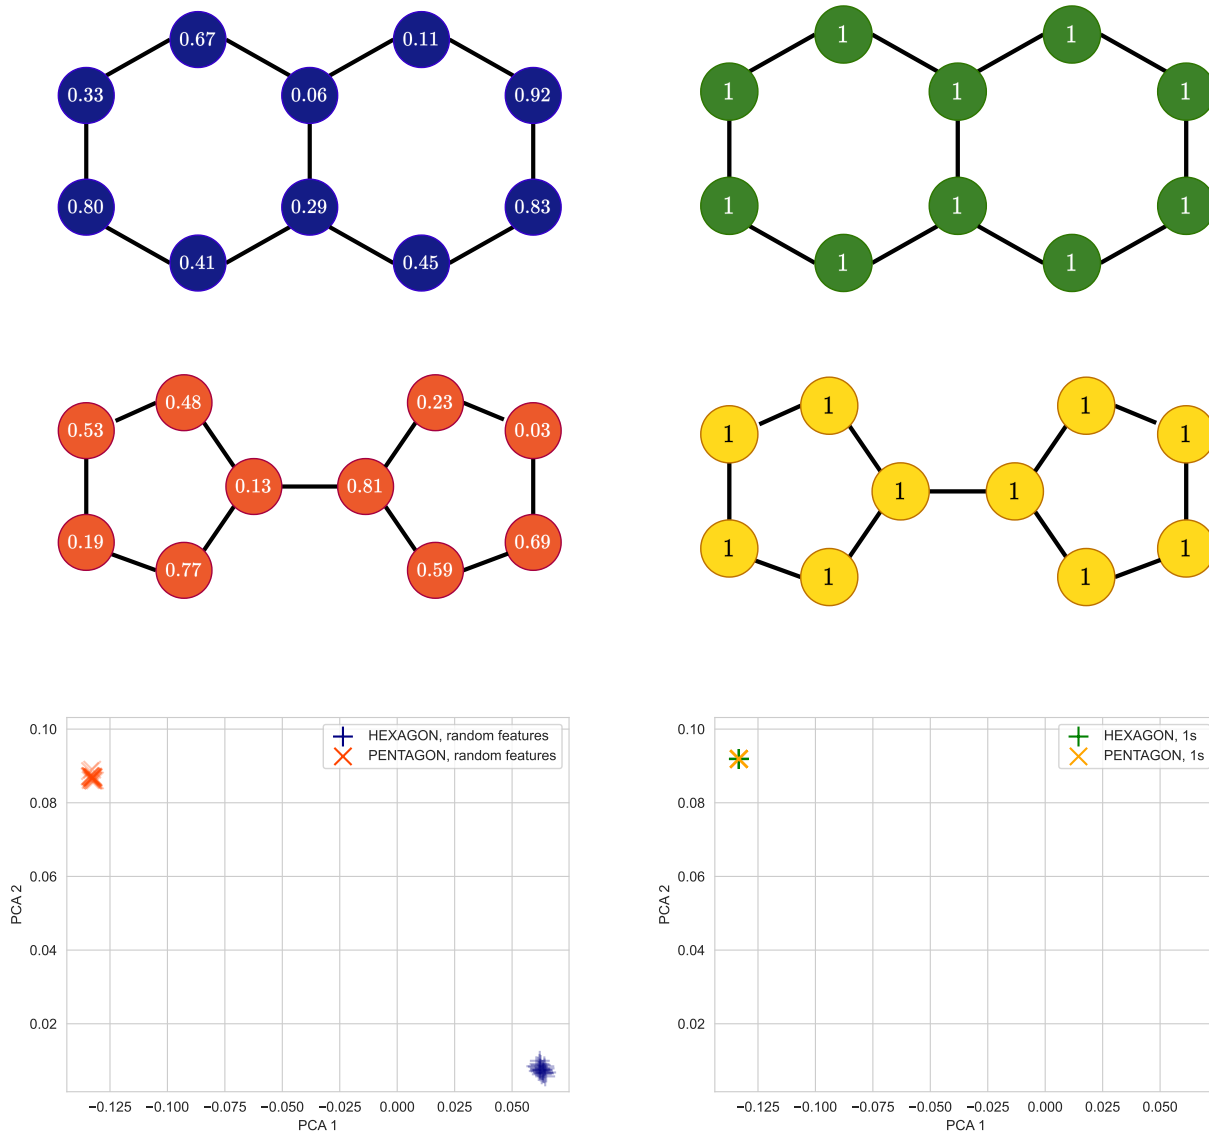 0.67 0.11
0.33 0.06 0.92
0.80 0.29 0.83
0.41 0.45
1 1
1 1 1
1 1 1
1 1
0.48 0.23
0.53 0.03
0.13 0.81
0.19 0.69
0.77 0.59
1 1
1 1
1 1
1 1
1 1
HEXAGON, random features
PENTAGON, random features
0.10
0.08
0.06
0.04
0.02
PCA 2
−0.125 −0.100 −0.075 −0.050 −0.025 0.000 0.025 0.050
PCA 1
HEXAGON, 1s
PENTAGON, 1s
0.10
0.08
0.06
0.04
0.02
PCA 2
−0.125 −0.100 −0.075 −0.050 −0.025 0.000 0.025 0.050
PCA 1